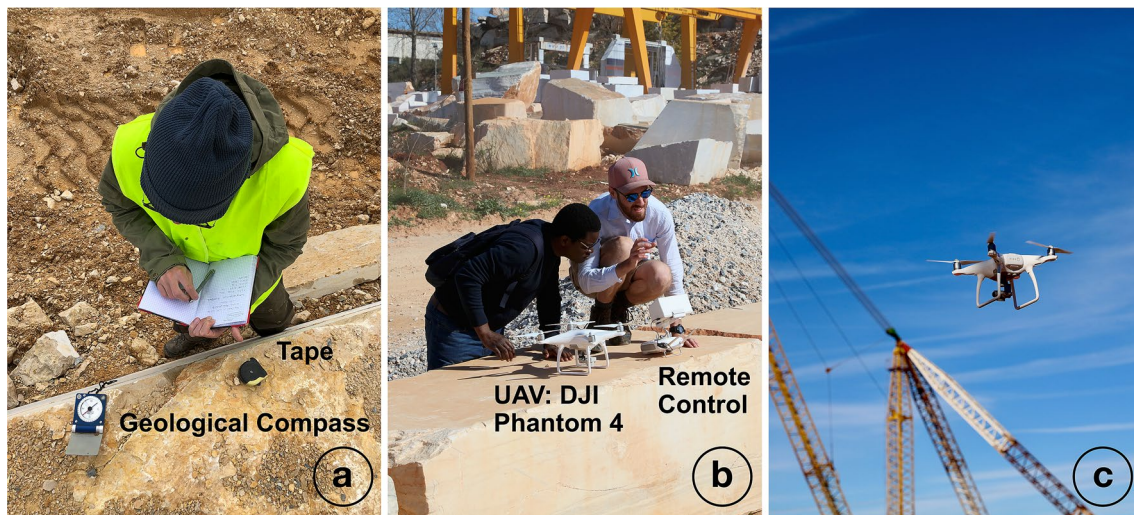 Tape
Geological Compass
a
UAV: DJI
Phantom 4
Remote
Control
b
c